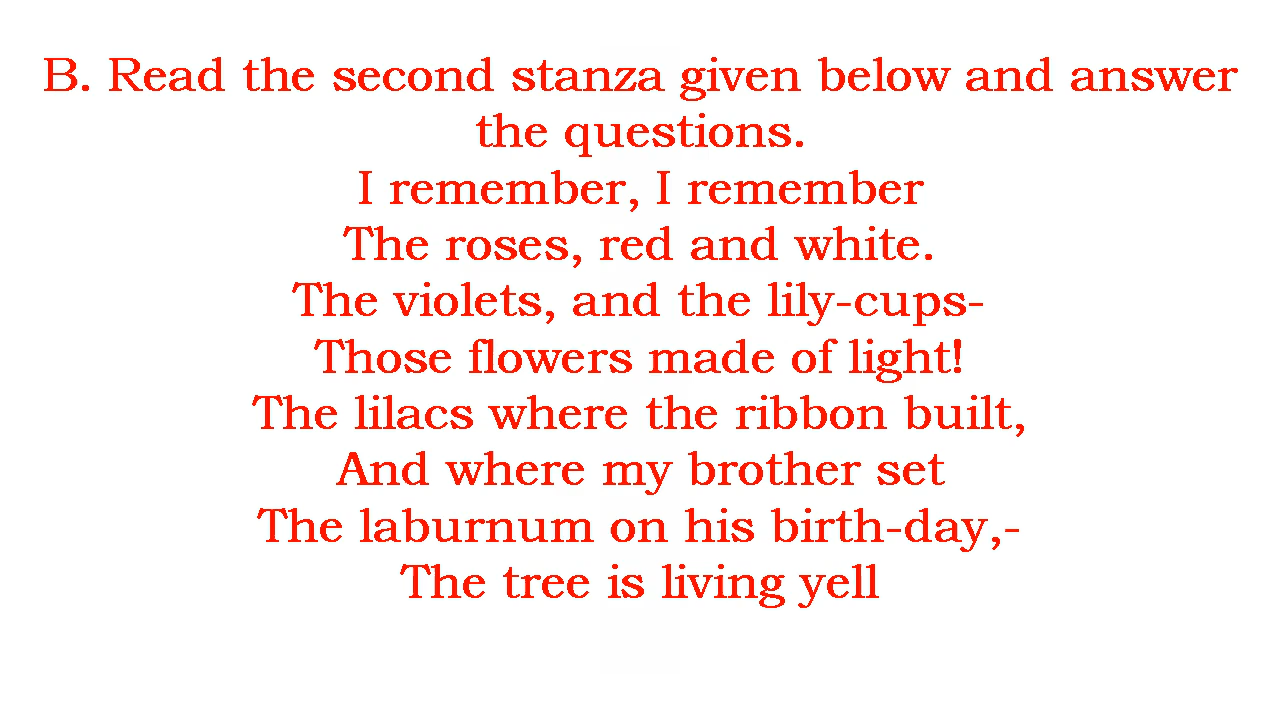 B. Read the second stanza given below and answer
the questions.
I remember, I remember
The roses, red and white.
The violets, and the lily-cups-
Those flowers made of light!
The lilacs where the ribbon built,
And where my brother set
The laburnum on his birth-day,-
The tree is living yell